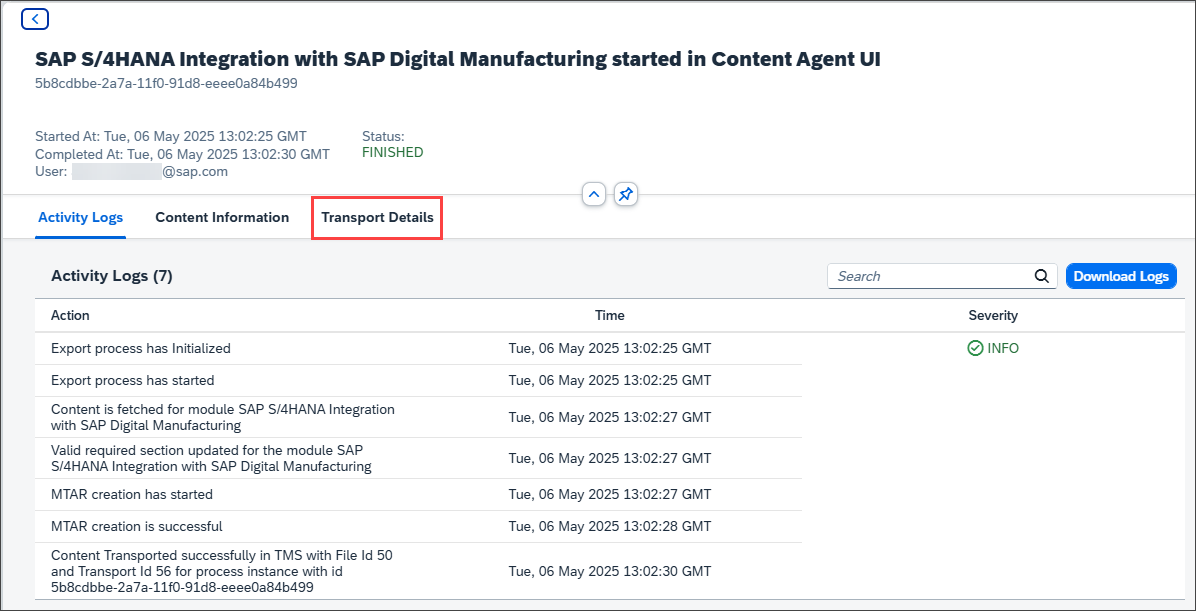 SAP S/4HANA Integration with SAP Digital Manufacturing started in Content Agent UI
5b8cdbbe-2a7a-11f0-91d8-eeee0a84b499
Started At: Tue, 06 May 2025 13:02:25 GMT
Status:
Completed At: Tue, 06 May 2025 13:02:30 GMT
FINISHED
User: @sap.com
Activity Logs Content Information Transport Details
Activity Logs (7)
Search
Download Logs
Action Time Severity
Export process has Initialized Tue, 06 May 2025 13:02:25 GMT INFO
Export process has started Tue, 06 May 2025 13:02:25 GMT
Content is fetched for module SAP S/4HANA Integration
with SAP Digital Manufacturing
Tue, 06 May 2025 13:02:27 GMT
Valid required section updated for the module SAP
S/4HANA Integration with SAP Digital Manufacturing
Tue, 06 May 2025 13:02:27 GMT
MTAR creation has started Tue, 06 May 2025 13:02:27 GMT
MTAR creation is successful Tue, 06 May 2025 13:02:28 GMT
Content Transported successfully in TMS with File Id 50
and Transport Id 56 for process instance with id
5b8cdbbe-2a7a-11f0-91d8-eeee0a84b499
Tue, 06 May 2025 13:02:30 GMT